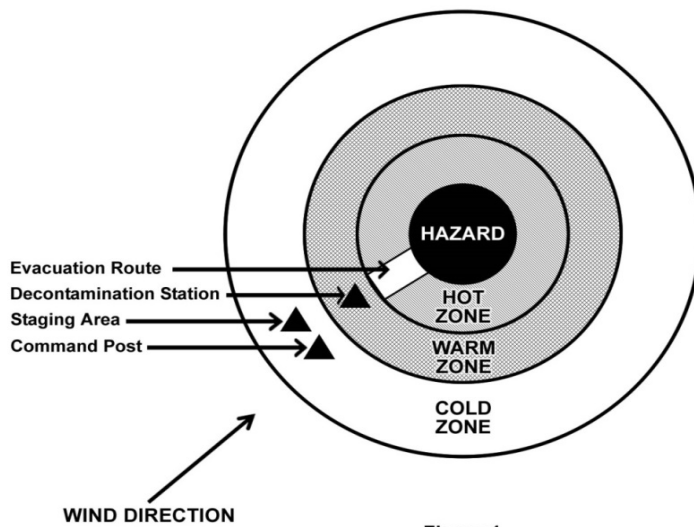 HAZARD
Evacuation Route
Decontamination Station
Staging Area
Command Post
HOT
ZONE
WARM
ZONE
COLD
ZONE
WIND DIRECTION